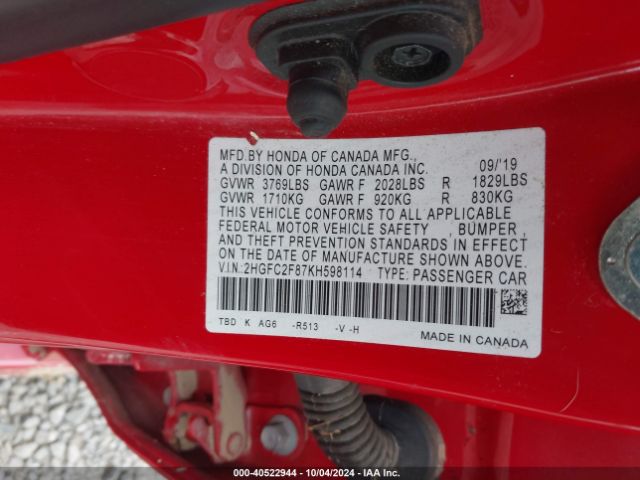 MFD.BY HONDA OF CANADA MFG.,
A DIVISION OF HONDA CANADA INC. 09/'19
GVWR 3769LBS GAWR F 2028LBS R 1829LBS
GVWR 1710KG GAWR F 920KG R 830KG
THIS VEHICLE CONFORMS TO ALL APPLICABLE
FEDERAL MOTOR VEHICLE SAFETY , BUMPER ,
AND THEFT PREVENTION STANDARDS IN EFFECT
ON THE DATE OF MANUFACTURE SHOWN ABOVE.
V.I.N.:2HGFC2F87KH598114 TYPE: PASSENGER CAR
TBD K AG6 -R513 -V -H
MADE IN CANADA
000-40522944 - 10/04/2024 - IAA Inc.